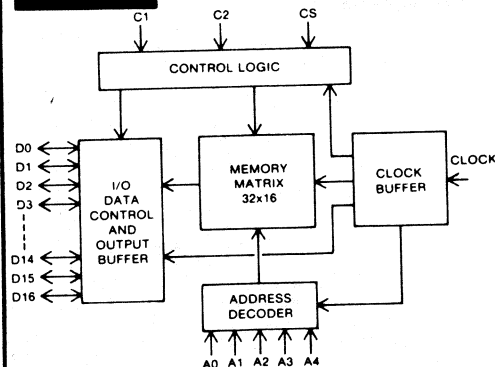 C1 C2 CS
CONTROL LOGIC
D0
D1
D2
D3
D14
D15
D16
I/O
DATA
CONTROL
AND
OUTPUT
BUFFER
MEMORY
MATRIX
32x16
CLOCK
BUFFER
CLOCK
ADDRESS
DECODER
A0 A1 A2 A3 A4